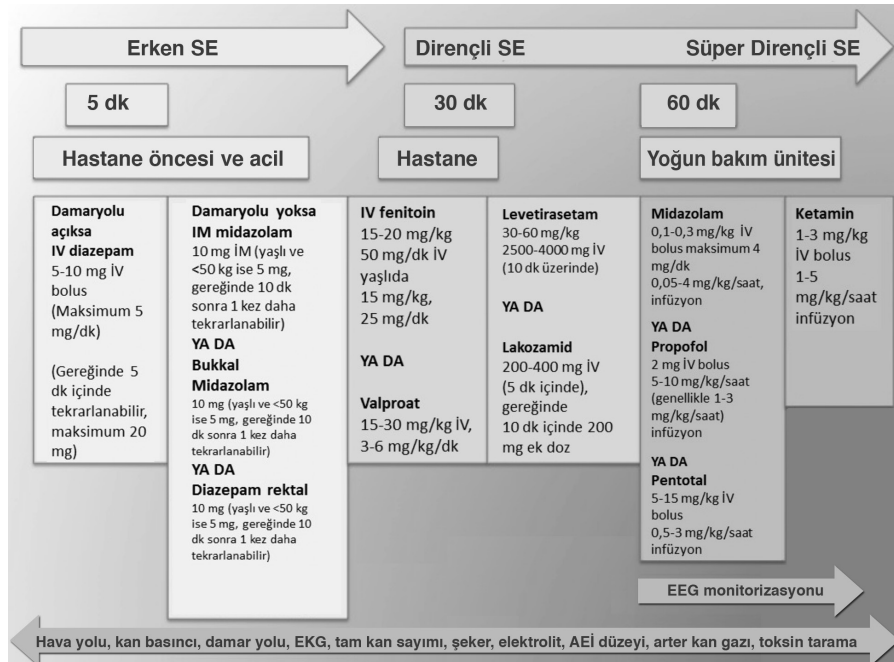 Erken SE
Dirençli SE
Süper Dirençli SE
5 dk
30 dk
60 dk
Hastane öncesi ve acil
Hastane
Yoğun bakım ünitesi
Damaryolu
açıksa
IV diazepam
5-10 mg İV
bolus
(Maksimum 5
mg/dk)
(Gereğinde 5
dk içinde
tekrarlanabilir,
maksimum 20
mg)
Damaryolu yoksa
IM midazolam
10 mg İM (yaşlı ve
<50 kg ise 5 mg,
gereğinde 10 dk
sonra 1 kez daha
tekrarlanabilir)
YA DA
Bukkal
Midazolam
10 mg (yaşlı ve <50 kg
ise 5 mg, gereğinde 10
dk sonra 1 kez daha
tekrarlanabilir)
YA DA
Diazepam rektal
10 mg (yaşlı ve <50 kg
ise 5 mg, gereğinde 10
dk sonra 1 kez daha
tekrarlanabilir)
IV fenitoin
15-20 mg/kg
50 mg/dk İV
yaşlıda
15 mg/kg,
25 mg/dk
YA DA
Valproat
15-30 mg/kg İV,
3-6 mg/kg/dk
Levetirasetam
30-60 mg/kg
2500-4000 mg İV
(10 dk üzerinde)
YA DA
Lakozamid
200-400 mg İV
(5 dk içinde),
gereğinde
10 dk içinde 200
mg ek doz
Midazolam
0,1-0,3 mg/kg İV
bolus maksimum 4
mg/dk
0,05-4 mg/kg/saat,
infüzyon
YA DA
Propofol
2 mg İV bolus
5-10 mg/kg/saat
(genellikle 1-3
mg/kg/saat)
infüzyon
YA DA
Pentotal
5-15 mg/kg İV
bolus
0,5-3 mg/kg/saat
infüzyon
Ketamin
1-3 mg/kg
İV bolus
1-5
mg/kg/saat
infüzyon
EEG monitorizasyonu
Hava yolu, kan basıncı, damar yolu, EKG, tam kan sayımı, şeker, elektrolit, AEİ düzeyi, arter kan gazı, toksin tarama